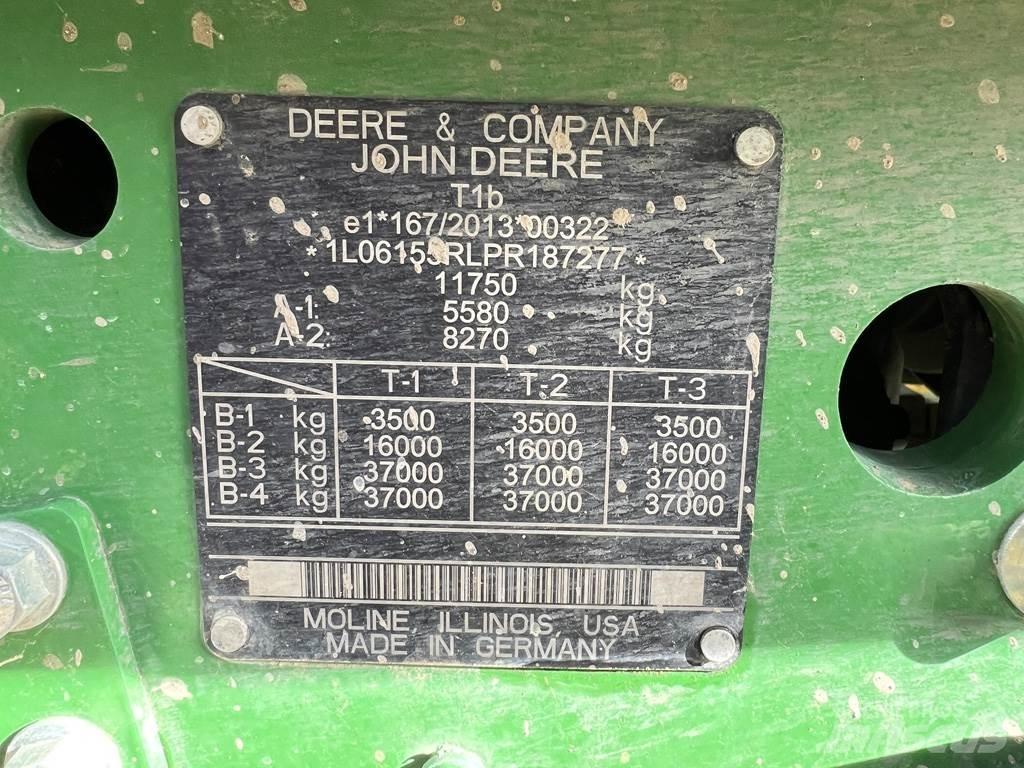 DEERE & COMPANY
JOHN DEERE
T1b
e1*167/2013*00322
*1L06155RLPR187277*
11750 kg
A-1: 5580 kg
A-2: 8270 kg
T-1 T-2 T-3
B-1 kg 3500 3500 3500
B-2 kg 16000 16000 16000
B-3 kg 37000 37000 37000
B-4 kg 37000 37000 37000
MOLINE ILLINOIS, USA
MADE IN GERMANY